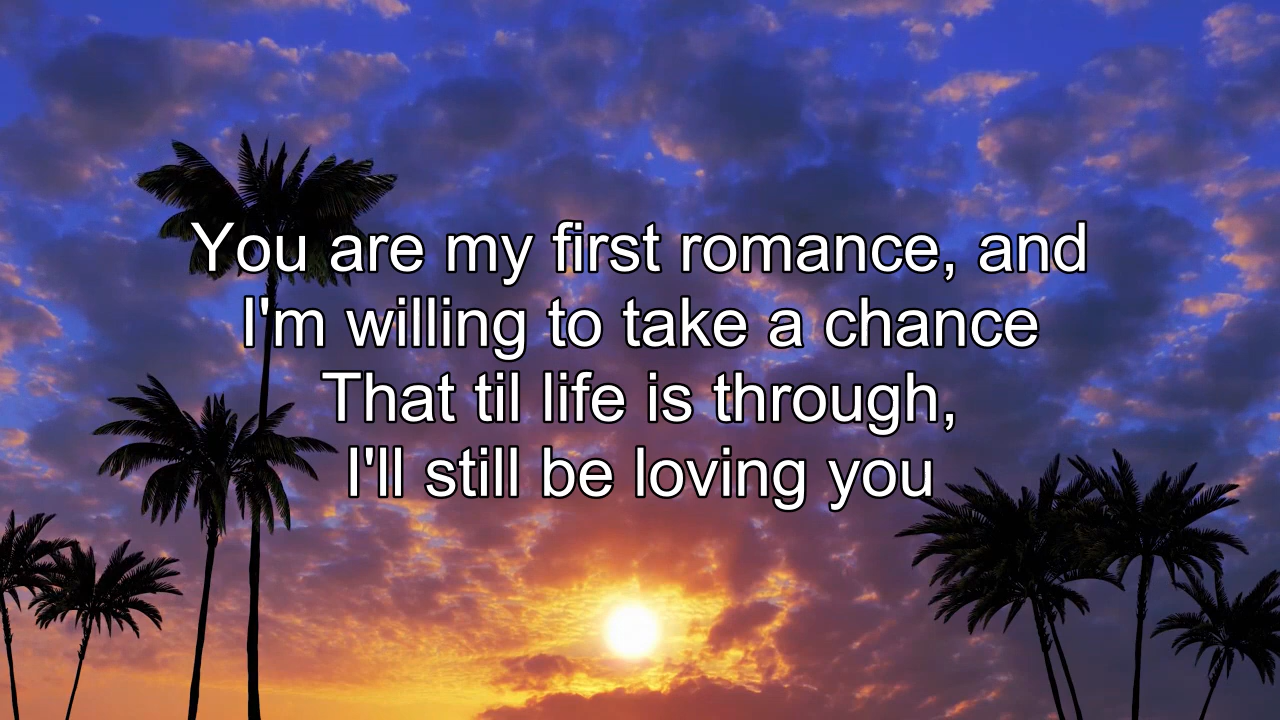 You are my first romance, and
I'm willing to take a chance
That til life is through,
I'll still be loving you